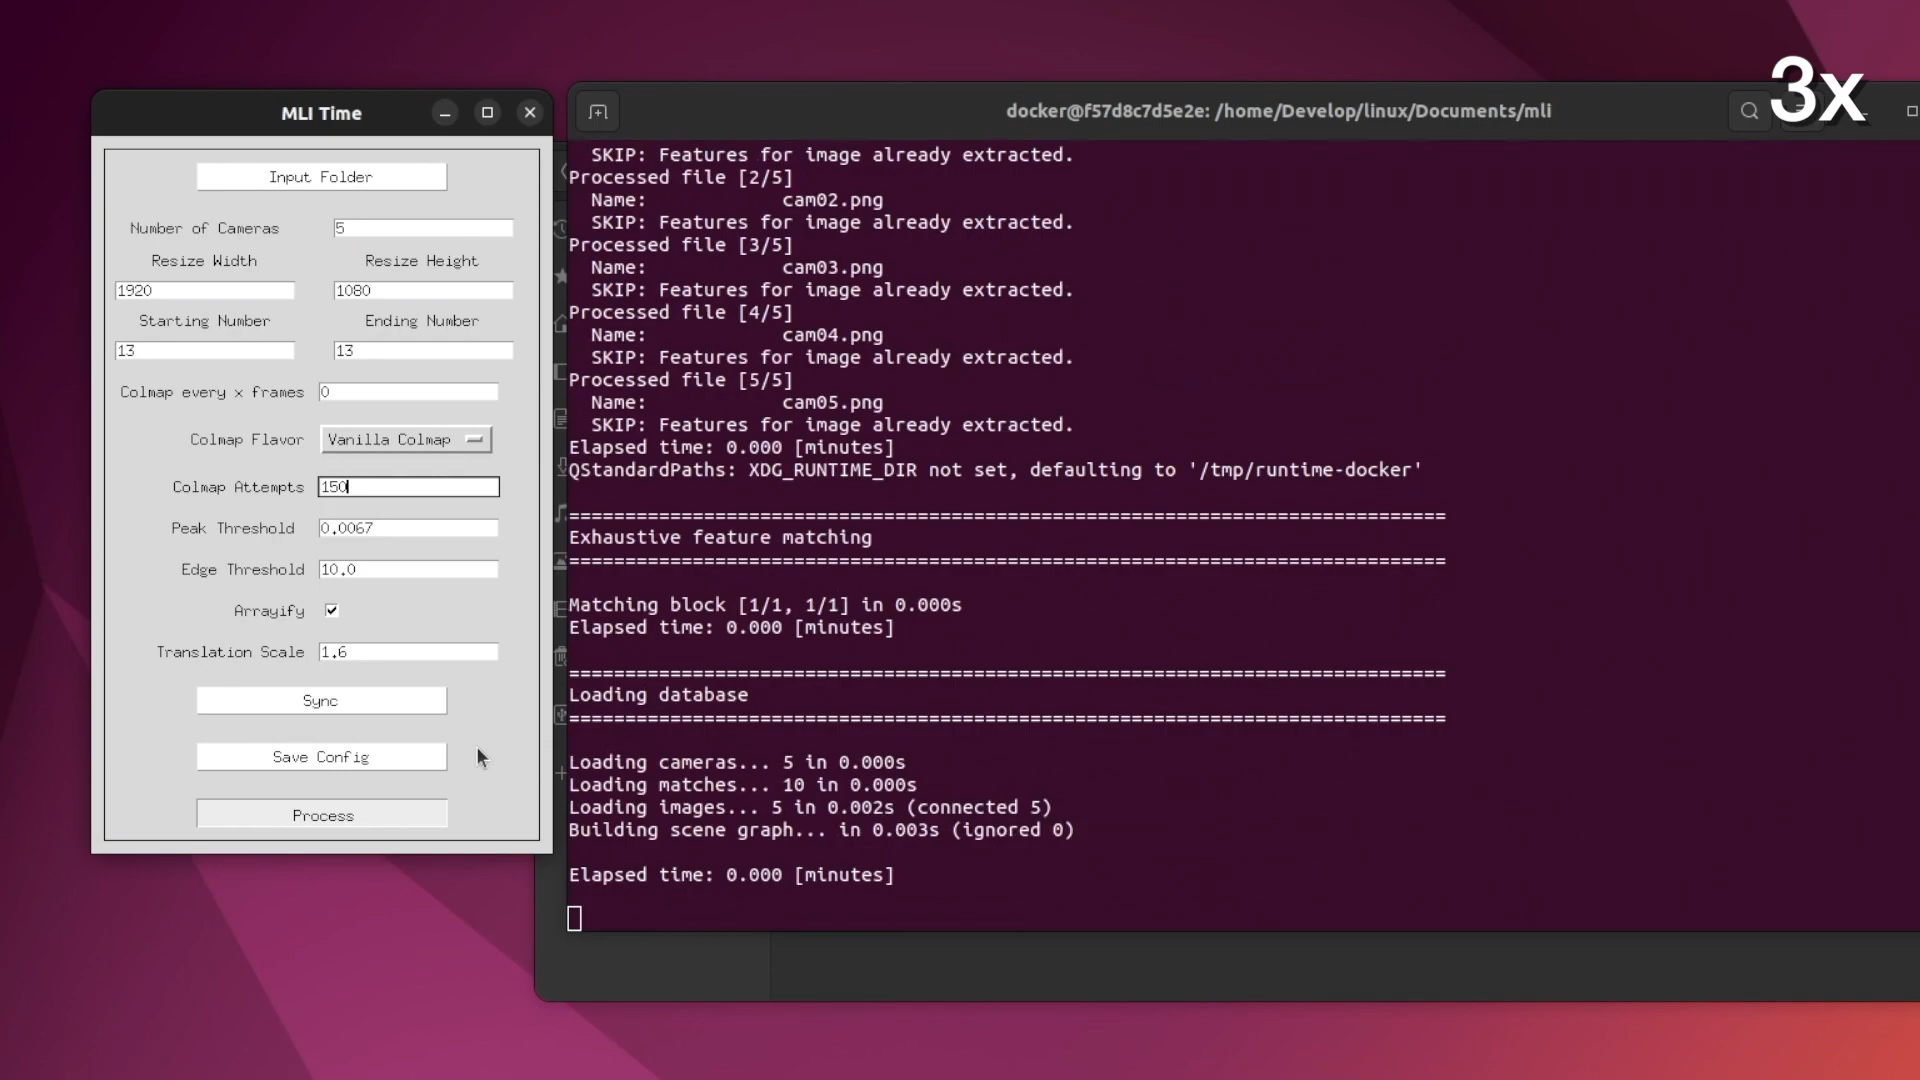 3x
MLI Time
Input Folder
Number of Cameras 5
Resize Width Resize Height
1920 1080
Starting Number Ending Number
13 13
Colmap every x frames 0
Colmap Flavor Vanilla Colmap
Colmap Attempts 150
Peak Threshold 0.0067
Edge Threshold 10.0
Arrayify
Translation Scale 1.6
Sync
Save Config
Process
docker@f57d8c7d5e2e: /home/Develop/linux/Documents/mli
SKIP: Features for image already extracted.
Processed file [2/5]
Name: cam02.png
SKIP: Features for image already extracted.
Processed file [3/5]
Name: cam03.png
SKIP: Features for image already extracted.
Processed file [4/5]
Name: cam04.png
SKIP: Features for image already extracted.
Processed file [5/5]
Name: cam05.png
SKIP: Features for image already extracted.
Elapsed time: 0.000 [minutes]
QStandardPaths: XDG_RUNTIME_DIR not set, defaulting to '/tmp/runtime-docker'
==============================================================================
Exhaustive feature matching
==============================================================================
Matching block [1/1, 1/1] in 0.000s
Elapsed time: 0.000 [minutes]
==============================================================================
Loading database
==============================================================================
Loading cameras... 5 in 0.000s
Loading matches... 10 in 0.000s
Loading images... 5 in 0.002s (connected 5)
Building scene graph... in 0.003s (ignored 0)
Elapsed time: 0.000 [minutes]